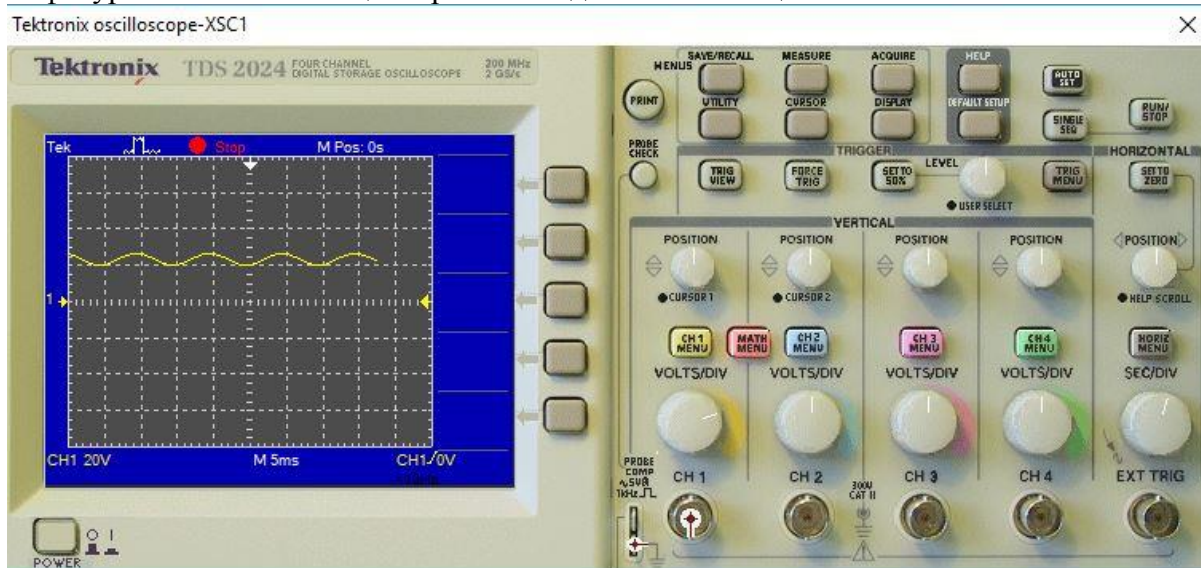 Tektronix oscilloscope-XSC1
Tektronix TDS 2024 FOUR CHANNEL DIGITAL STORAGE OSCILLOSCOPE 200 MHz 2 GS/s
Tek Stop M Pos: 0s
1
CH1 20V M 5ms CH1 0V
POWER
MENUS
SAVE/RECALL MEASURE ACQUIRE HELP
AUTO SET
PRINT
UTILITY CURSOR DISPLAY DEFAULT SETUP
SINGLE SEQ
RUN/STOP
PROBE CHECK
TRIGGER
HORIZONTAL
TRIG VIEW
FORCE TRIG
SET TO 50%
LEVEL
TRIG MENU
SET TO ZERO
USER SELECT
VERTICAL
POSITION POSITION POSITION POSITION POSITION
CURSOR 1 CURSOR 2 HELP SCROLL
CH 1 MENU
MATH MENU
CH 2 MENU
CH 3 MENU
CH 4 MENU
HORIZ MENU
VOLTS/DIV VOLTS/DIV VOLTS/DIV VOLTS/DIV SEC/DIV
PROBE COMP
~5V@
1kHz
CH 1 CH 2 CH 3 CH 4 EXT TRIG
300V
CAT II